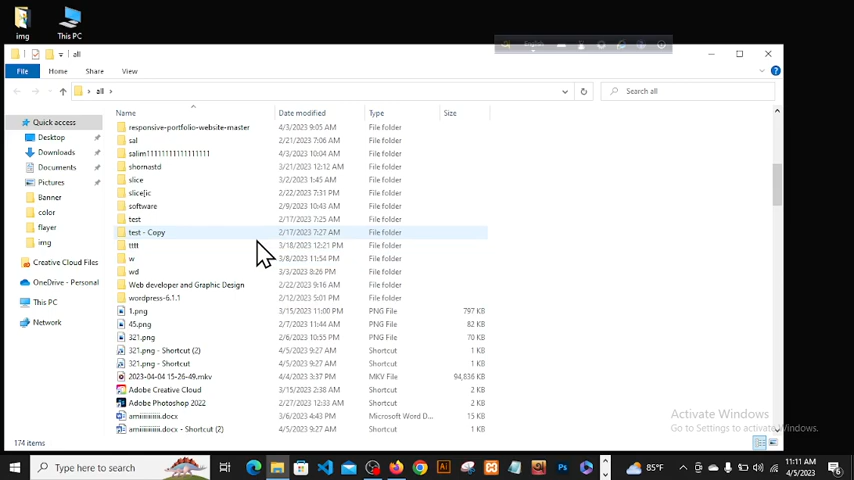 img
This PC
all
English
File
Home
Share
View
all
Search all
Name
Date modified
Type
Size
Quick access
Desktop
Downloads
Documents
Pictures
Banner
color
flayer
img
Creative Cloud Files
OneDrive - Personal
This PC
Network
responsive-portfolio-website-master 4/3/2023 9:05 AM File folder
sal 2/21/2023 7:06 AM File folder
salim11111111111111111 4/3/2023 10:04 AM File folder
shornastd 3/21/2023 12:12 AM File folder
slice 3/2/2023 1:45 AM File folder
slice[ic 2/22/2023 7:31 PM File folder
software 2/9/2023 10:43 AM File folder
test 2/17/2023 7:25 AM File folder
test - Copy 2/17/2023 7:27 AM File folder
tttt 3/18/2023 12:21 PM File folder
w 3/8/2023 11:54 PM File folder
wd 3/3/2023 8:26 PM File folder
Web developer and Graphic Design 2/22/2023 9:16 AM File folder
wordpress-6.1.1 2/12/2023 5:01 PM File folder
1.png 3/15/2023 11:00 PM PNG File 797 KB
45.png 2/7/2023 11:44 AM PNG File 82 KB
321.png 2/6/2023 10:55 PM PNG File 70 KB
321.png - Shortcut (2) 4/5/2023 9:27 AM Shortcut 1 KB
321.png - Shortcut 4/5/2023 9:27 AM Shortcut 1 KB
2023-04-04 15-26-49.mkv 4/4/2023 3:37 PM MKV File 94,836 KB
Adobe Creative Cloud 3/15/2023 2:38 AM Shortcut 2 KB
Adobe Photoshop 2022 2/27/2023 12:33 AM Shortcut 2 KB
3/6/2023 4:43 PM Microsoft Word D... 15 KB
4/5/2023 9:27 AM Shortcut 1 KB
174 items
Activate Windows
Go to Settings to activate Windows.
Type here to search
Ai
Ps
85°F
11:11 AM
4/5/2023